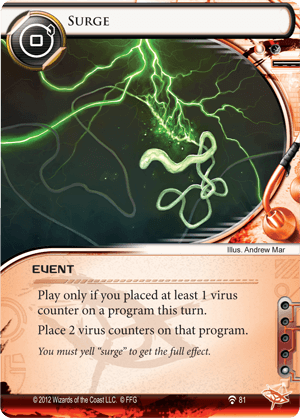 SURGE
0
Illus. Andrew Mar
EVENT
Play only if you placed at least 1 virus
counter on a program this turn.
Place 2 virus counters on that program.
You must yell "surge" to get the full effect.
© 2012 Wizards of the Coast LLC. © FFG 81